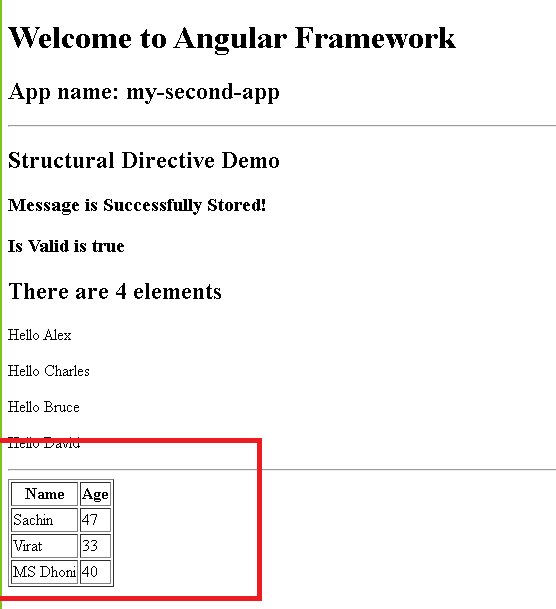 Welcome to Angular Framework
App name: my-second-app
Structural Directive Demo
Message is Successfully Stored!
Is Valid is true
There are 4 elements
Hello Alex
Hello Charles
Hello Bruce
Hello David
Name Age
Sachin 47
Virat 33
MS Dhoni 40